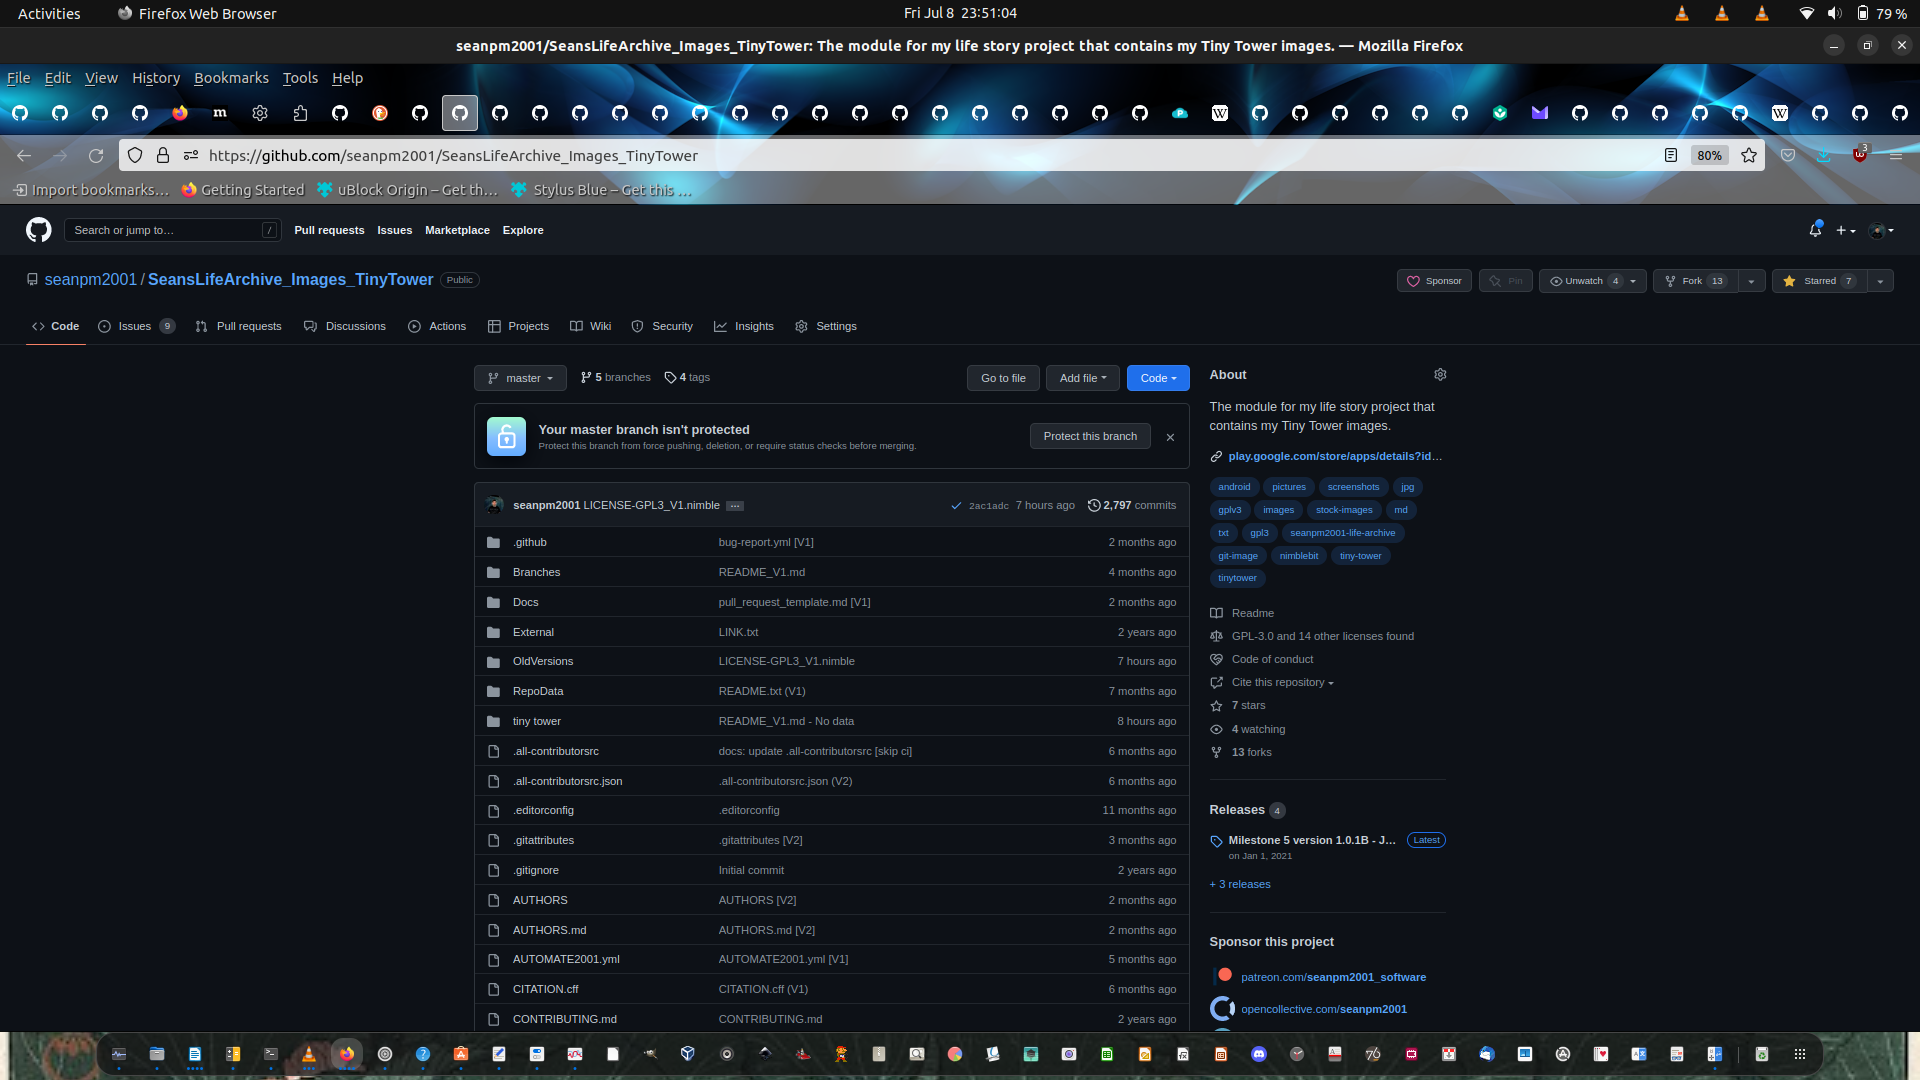 Activities Firefox Web Browser Fri Jul 8 23:51:04 79 %
seanpm2001/SeansLifeArchive_Images_TinyTower: The module for my life story project that contains my Tiny Tower images. — Mozilla Firefox
File Edit View History Bookmarks Tools Help
https://github.com/seanpm2001/SeansLifeArchive_Images_TinyTower 80% 3
Import bookmarks… Getting Started uBlock Origin – Get th… Stylus Blue – Get this …
Search or jump to… / Pull requests Issues Marketplace Explore
seanpm2001 / SeansLifeArchive_Images_TinyTower Public Sponsor Pin Unwatch 4 Fork 13 Starred 7
Code Issues 9 Pull requests Discussions Actions Projects Wiki Security Insights Settings
master 5 branches 4 tags Go to file Add file Code
Your master branch isn't protected
Protect this branch from force pushing, deletion, or require status checks before merging.
Protect this branch
seanpm2001 LICENSE-GPL3_V1.nimble … 2ac1adc 7 hours ago 2,797 commits
.github bug-report.yml [V1] 2 months ago
Branches README_V1.md 4 months ago
Docs pull_request_template.md [V1] 2 months ago
External LINK.txt 2 years ago
OldVersions LICENSE-GPL3_V1.nimble 7 hours ago
RepoData README.txt (V1) 7 months ago
tiny tower README_V1.md - No data 8 hours ago
.all-contributorsrc docs: update .all-contributorsrc [skip ci] 6 months ago
.all-contributorsrc.json .all-contributorsrc.json (V2) 6 months ago
.editorconfig .editorconfig 11 months ago
.gitattributes .gitattributes [V2] 3 months ago
.gitignore Initial commit 2 years ago
AUTHORS AUTHORS [V2] 2 months ago
AUTHORS.md AUTHORS.md [V2] 2 months ago
AUTOMATE2001.yml AUTOMATE2001.yml [V1] 5 months ago
CITATION.cff CITATION.cff (V1) 6 months ago
CONTRIBUTING.md CONTRIBUTING.md 2 years ago
About
The module for my life story project that
contains my Tiny Tower images.
play.google.com/store/apps/details?id…
android pictures screenshots jpg
gplv3 images stock-images md
txt gpl3 seanpm2001-life-archive
git-image nimblebit tiny-tower
tinytower
Readme
GPL-3.0 and 14 other licenses found
Code of conduct
Cite this repository
7 stars
4 watching
13 forks
Releases 4
Milestone 5 version 1.0.1B - J… Latest
on Jan 1, 2021
+ 3 releases
Sponsor this project
patreon.com/seanpm2001_software
opencollective.com/seanpm2001